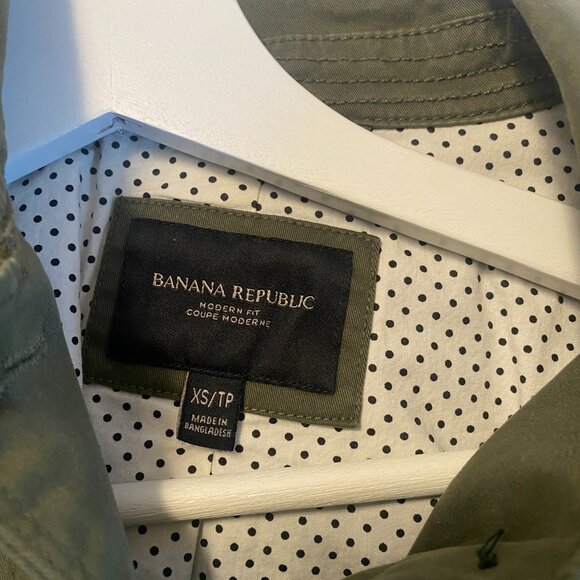 BANANA REPUBLIC
MODERN FIT
COUPE MODERNE
XS/TP
MADE IN
BANGLADESH